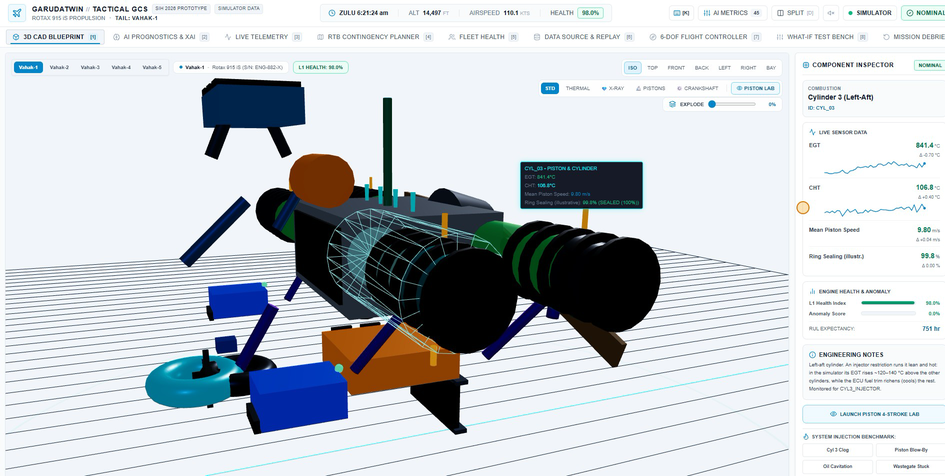 GARUDATWIN // TACTICAL GCS
SIH 2026 PROTOTYPE
SIMULATOR DATA
ROTAX 915 iS PROPULSION • TAIL: VAHAK-1
ZULU 6:21:24 am
ALT 14,497 FT
AIRSPEED 110.1 KTS
HEALTH 98.0%
[K]
AI METRICS 45
SPLIT [D]
SIMULATOR
NOMINAL
3D CAD BLUEPRINT [1]
AI PROGNOSTICS & XAI [2]
LIVE TELEMETRY [3]
RTB CONTINGENCY PLANNER [4]
FLEET HEALTH [5]
DATA SOURCE & REPLAY [6]
6-DOF FLIGHT CONTROLLER [7]
WHAT-IF TEST BENCH [8]
MISSION DEBRIE
Vahak-1
Vahak-2
Vahak-3
Vahak-4
Vahak-5
Vahak-1 · Rotax 915 iS (S/N: ENG-882-X)
L1 HEALTH: 98.0%
ISO
TOP
FRONT
BACK
LEFT
RIGHT
BAY
STD
THERMAL
X-RAY
PISTONS
CRANKSHAFT
PISTON LAB
EXPLODE
0%
CYL_03 • PISTON & CYLINDER
EGT: 841.4°C
CHT: 106.8°C
Mean Piston Speed: 9.80 m/s
Ring Sealing (illustrative): 99.8% (SEALED (100%))
COMPONENT INSPECTOR
NOMINAL
COMBUSTION
Cylinder 3 (Left-Aft)
ID: CYL_03
LIVE SENSOR DATA
EGT 841.4 °C
Δ -0.76 °C
CHT 106.8 °C
Δ +0.40 °C
Mean Piston Speed 9.80 m/s
Δ +0.04 m/s
Ring Sealing (illustr.) 99.8 %
Δ 0.00 %
ENGINE HEALTH & ANOMALY
L1 Health Index 98.0%
Anomaly Score 0.0%
RUL EXPECTANCY: 751 hr
ENGINEERING NOTES
Left-aft cylinder. An injector restriction runs it lean and hot
in the simulator its EGT rises ~120–140 °C above the other
cylinders, while the ECU fuel trim richens (cools) the rest.
Monitored for CYL3_INJECTOR.
LAUNCH PISTON 4-STROKE LAB
SYSTEM INJECTION BENCHMARK:
Cyl 3 Clog
Piston Blow-By
Oil Cavitation
Wastegate Stuck